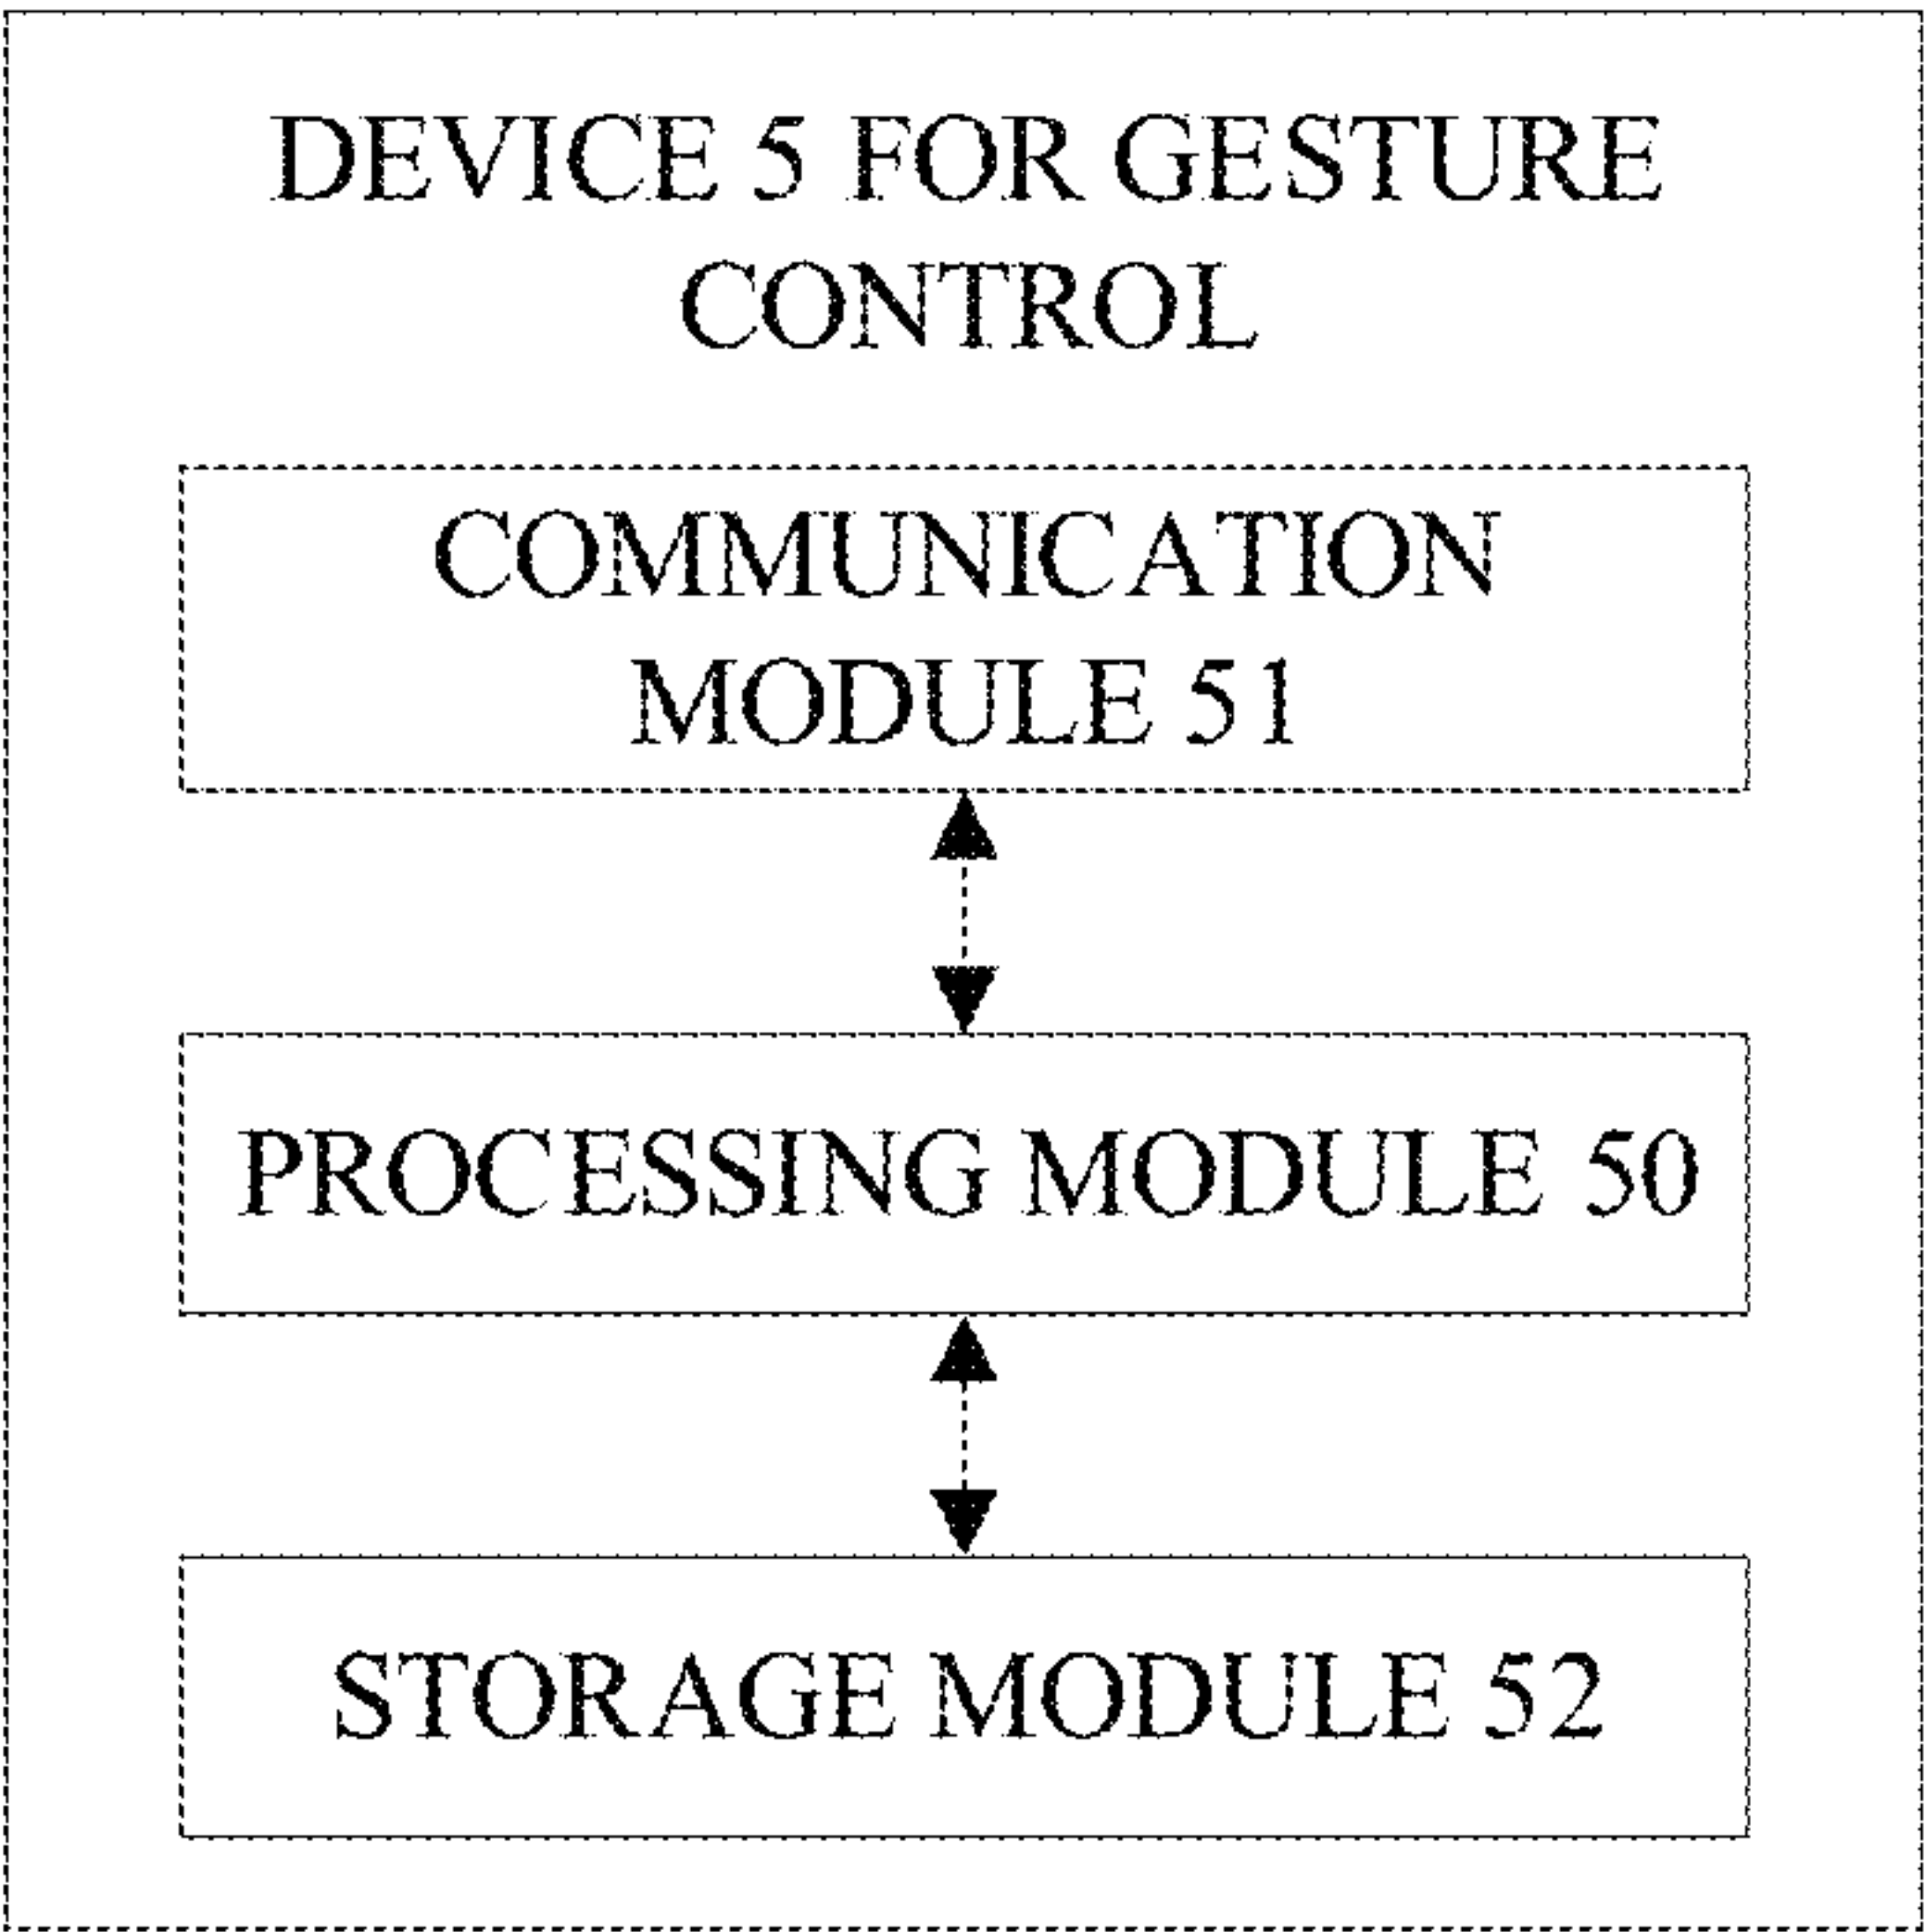 DEVICE 5 FOR GESTURE
CONTROL
COMMUNICATION
MODULE 51
PROCESSING MODULE 50
STORAGE MODULE 52